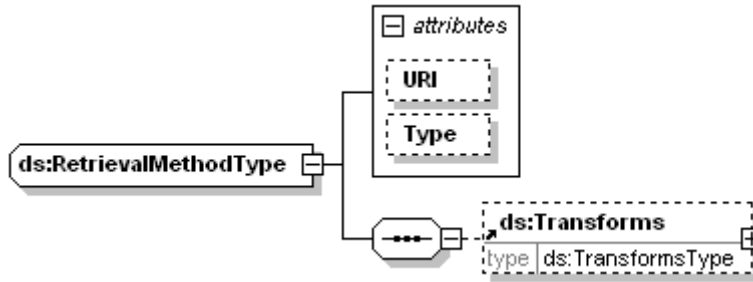 attributes
URI
Type
ds:RetrievalMethodType
ds:Transforms
type ds:TransformsType